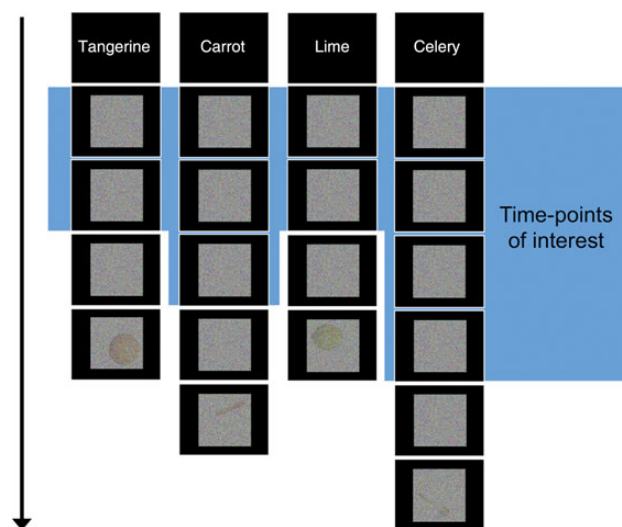 Tangerine
Carrot
Lime
Celery
Time-points
of interest